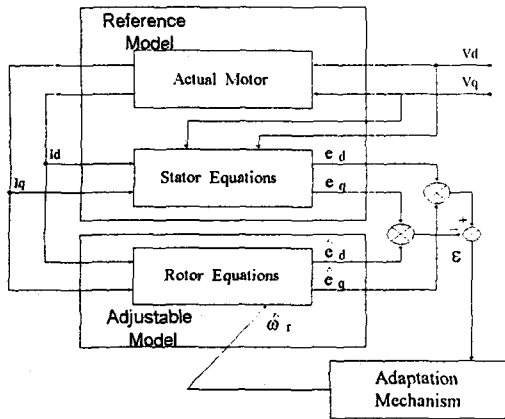 Reference
Model
Vd
Actual Motor
Vq
Id
Iq
Stator Equations
e d
e q
+
-
ε
Rotor Equations
ê d
ê q
Adjustable
Model
ω̂ r
Adaptation
Mechanism